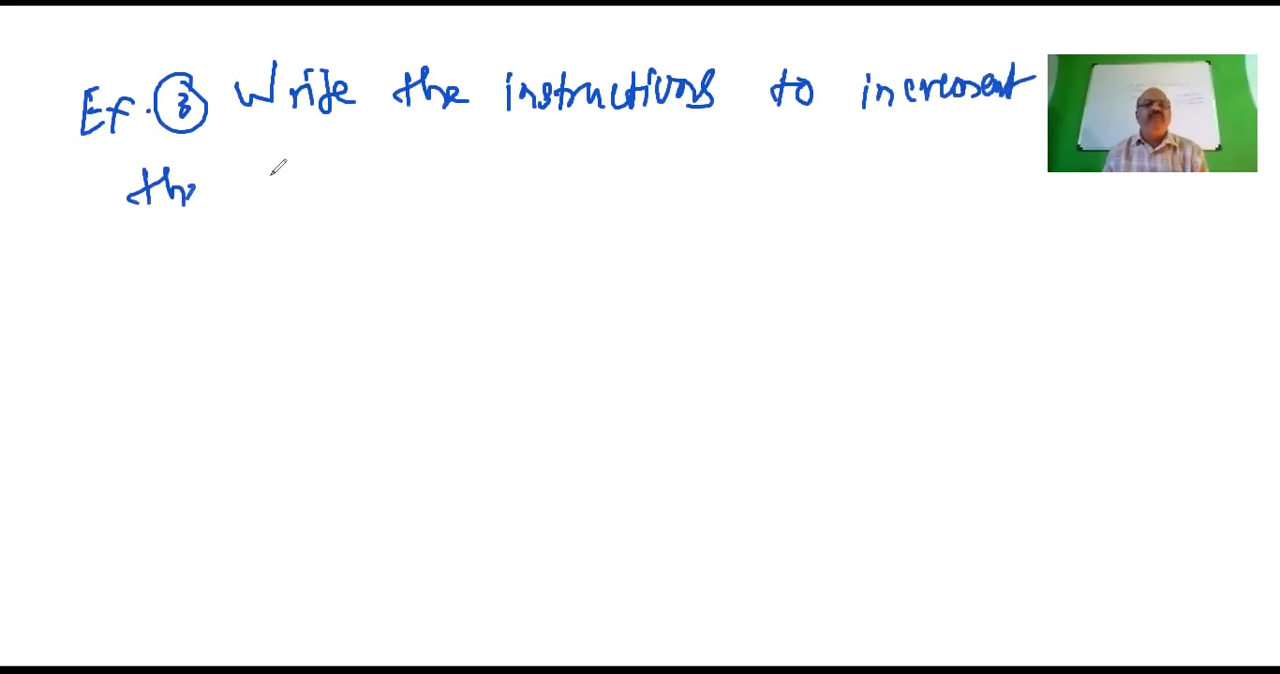 Ex. 3 Write the instructions to increment
the